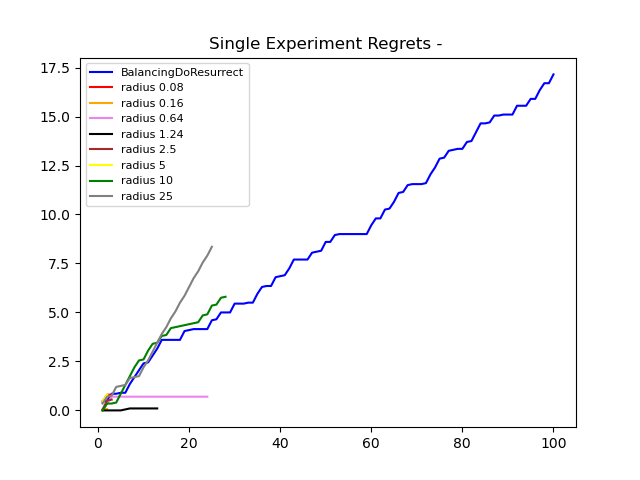 Single Experiment Regrets -
17.5
15.0
12.5
10.0
7.5
5.0
2.5
0.0
BalancingDoResurrect
radius 0.08
radius 0.16
radius 0.64
radius 1.24
radius 2.5
radius 5
radius 10
radius 25
0 20 40 60 80 100